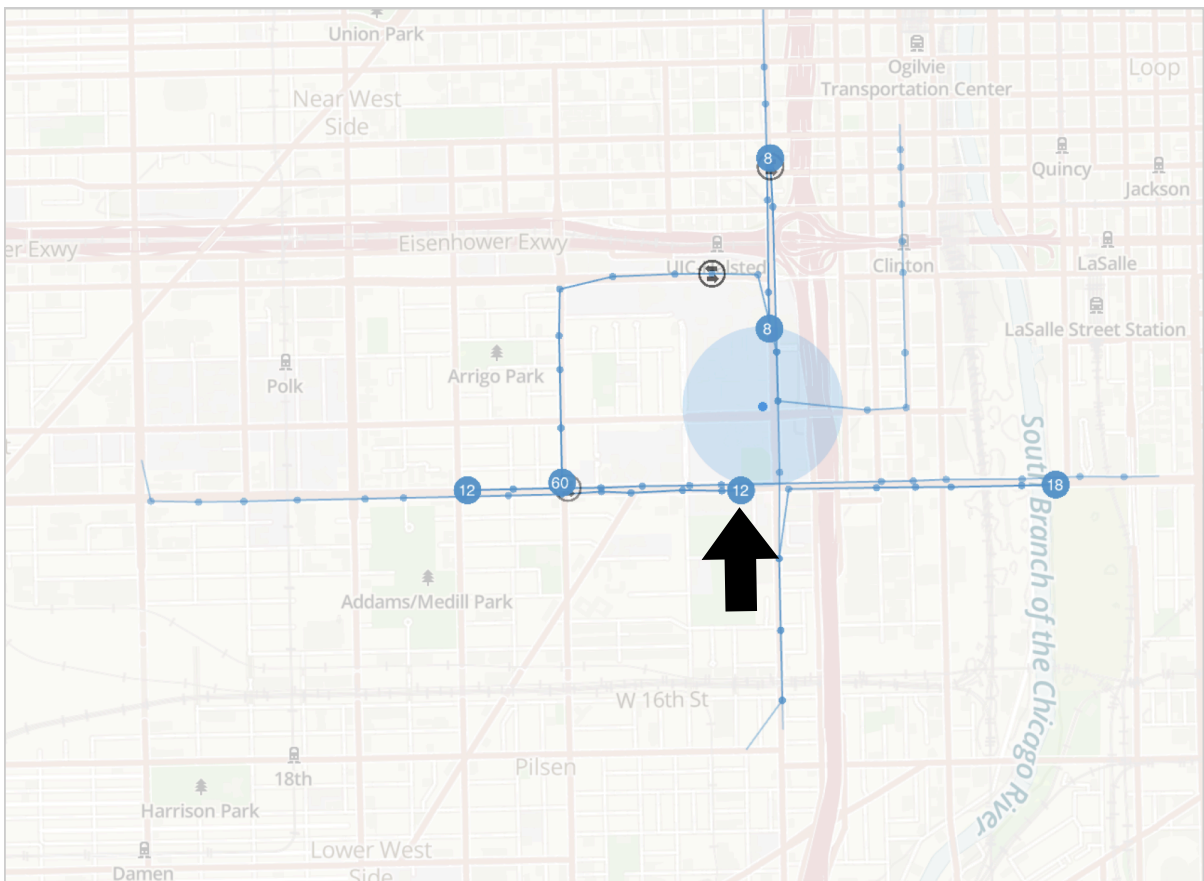 Union Park
Ogilvie
Transportation Center
Loop
Near West
Side
8
Quincy
Jackson
er Expy
Eisenhower Expy
UIC-Halsted
Clinton
LaSalle
8
LaSalle Street Station
Polk
Arrigo Park
t
12
60
12
18
South Branch of the Chicago River
Addams/Medill Park
W 16th St
18th
Pilsen
Harrison Park
Lower West
Side
Damen